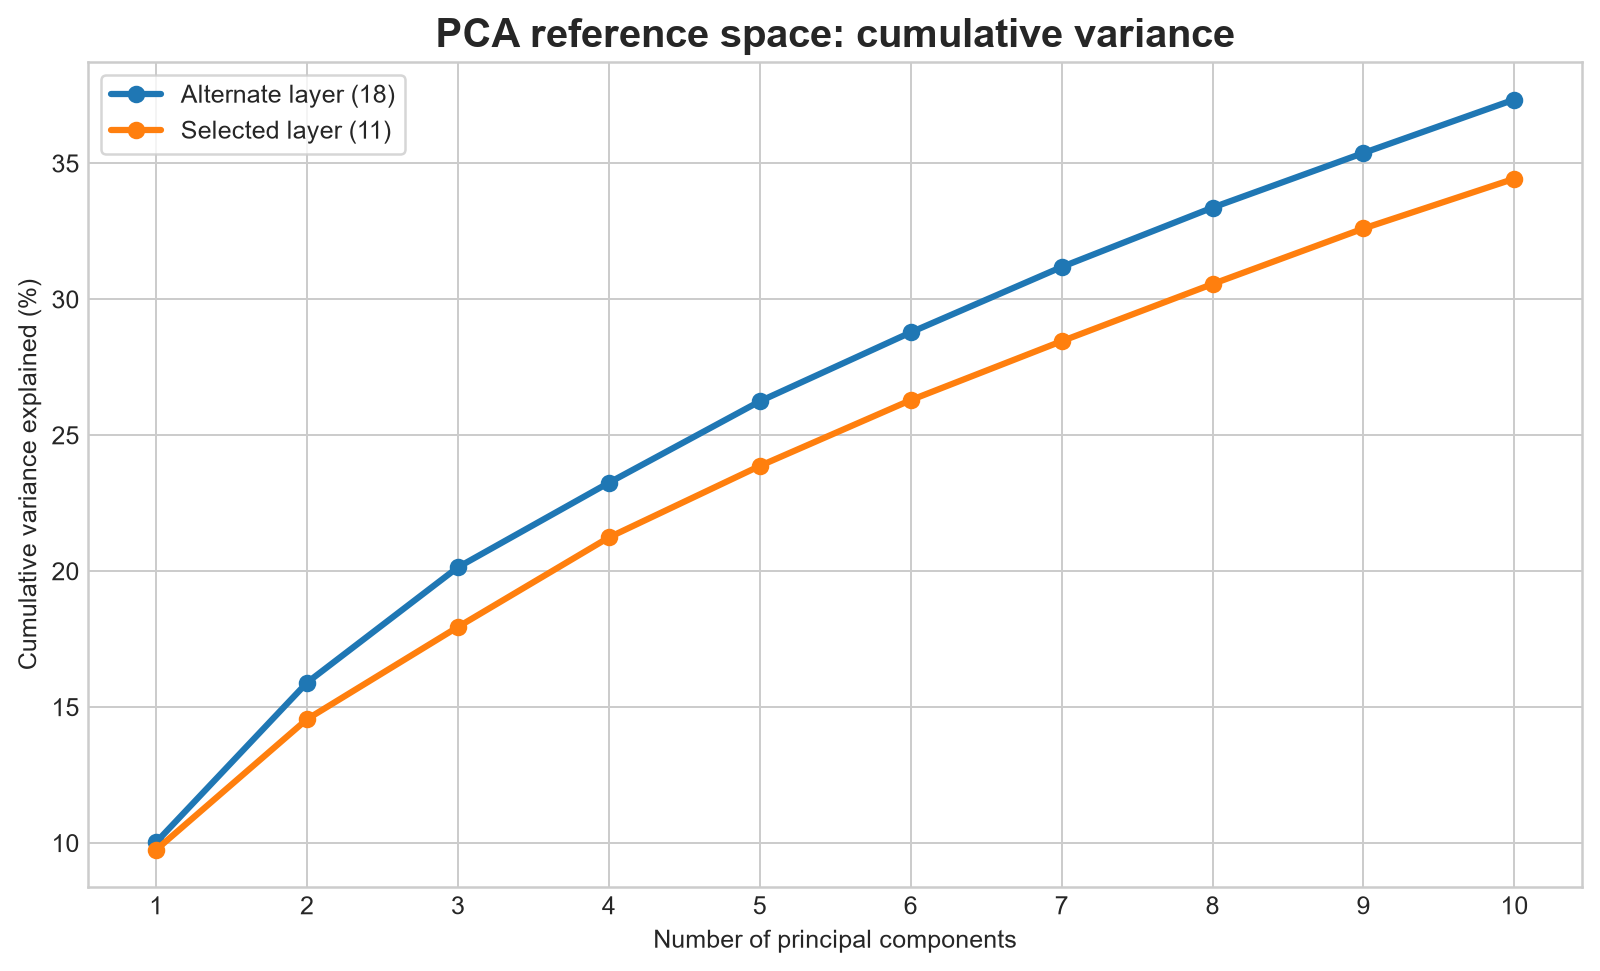 PCA reference space: cumulative variance
Alternate layer (18)
Selected layer (11)
Cumulative variance explained (%)
35
30
25
20
15
10
1 2 3 4 5 6 7 8 9 10
Number of principal components